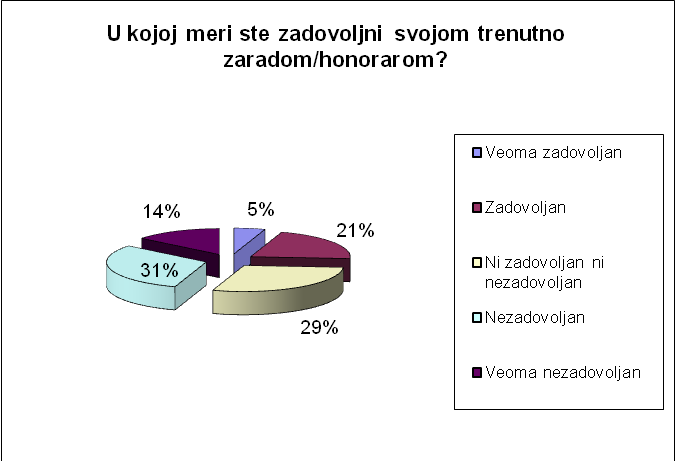 U kojoj meri ste zadovoljni svojom trenutno
zaradom/honorarom?
5%
21%
29%
31%
14%
Veoma zadovoljan
Zadovoljan
Ni zadovoljan ni
nezadovoljan
Nezadovoljan
Veoma nezadovoljan